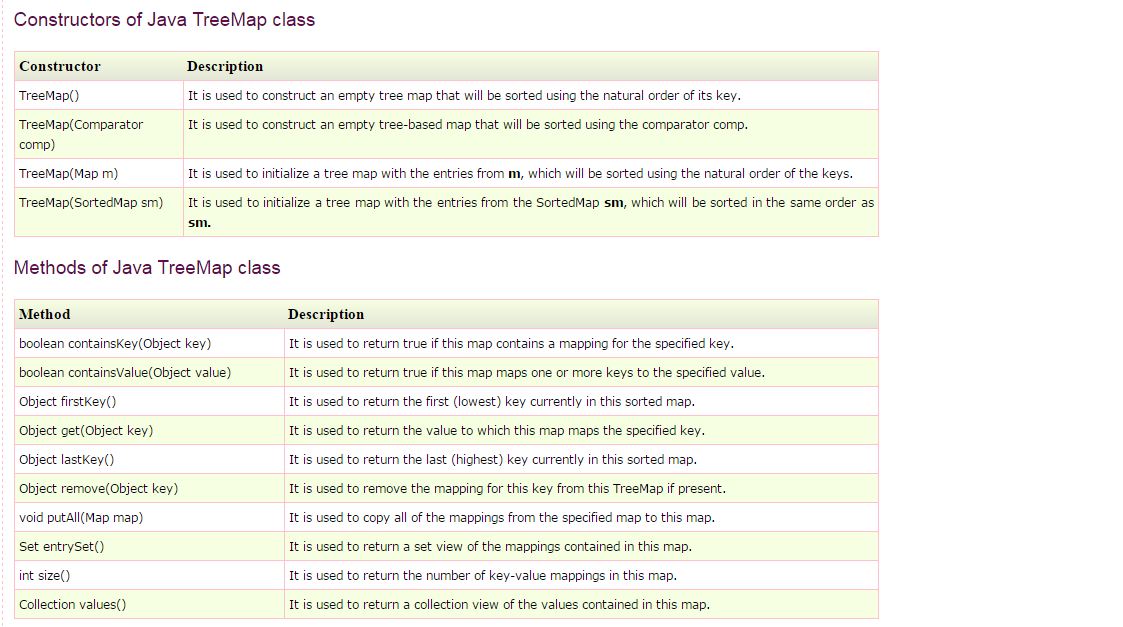 Constructors of Java TreeMap class
Constructor Description
TreeMap() It is used to construct an empty tree map that will be sorted using the natural order of its key.
TreeMap(Comparator It is used to construct an empty tree-based map that will be sorted using the comparator comp.
comp)
TreeMap(Map m) It is used to initialize a tree map with the entries from m, which will be sorted using the natural order of the keys.
TreeMap(SortedMap sm) It is used to initialize a tree map with the entries from the SortedMap sm, which will be sorted in the same order as
sm.
Methods of Java TreeMap class
Method Description
boolean containsKey(Object key) It is used to return true if this map contains a mapping for the specified key.
boolean containsValue(Object value) It is used to return true if this map maps one or more keys to the specified value.
Object firstKey() It is used to return the first (lowest) key currently in this sorted map.
Object get(Object key) It is used to return the value to which this map maps the specified key.
Object lastKey() It is used to return the last (highest) key currently in this sorted map.
Object remove(Object key) It is used to remove the mapping for this key from this TreeMap if present.
void putAll(Map map) It is used to copy all of the mappings from the specified map to this map.
Set entrySet() It is used to return a set view of the mappings contained in this map.
int size() It is used to return the number of key-value mappings in this map.
Collection values() It is used to return a collection view of the values contained in this map.